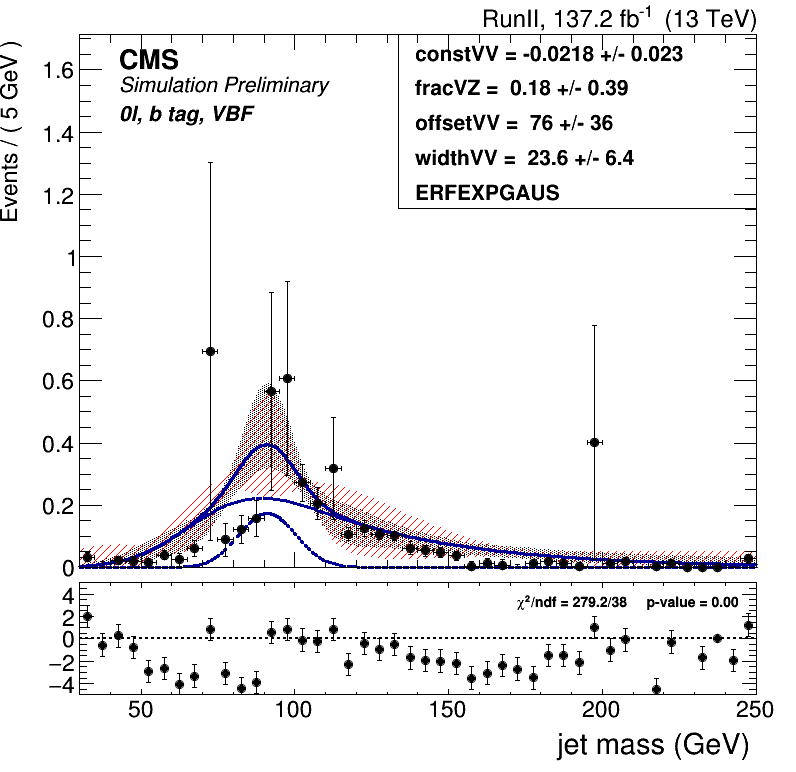 RunII, 137.2 fb-1 (13 TeV)
CMS
Simulation Preliminary
0l, b tag, VBF
constVV = -0.0218 +/- 0.023
fracVZ = 0.18 +/- 0.39
offsetVV = 76 +/- 36
widthVV = 23.6 +/- 6.4
ERFEXPGAUS
Events / ( 5 GeV )
1.6
1.4
1.2
1
0.8
0.6
0.4
0.2
0
χ2/ndf = 279.2/38 p-value = 0.00
4
2
0
−2
−4
50 100 150 200 250
jet mass (GeV)